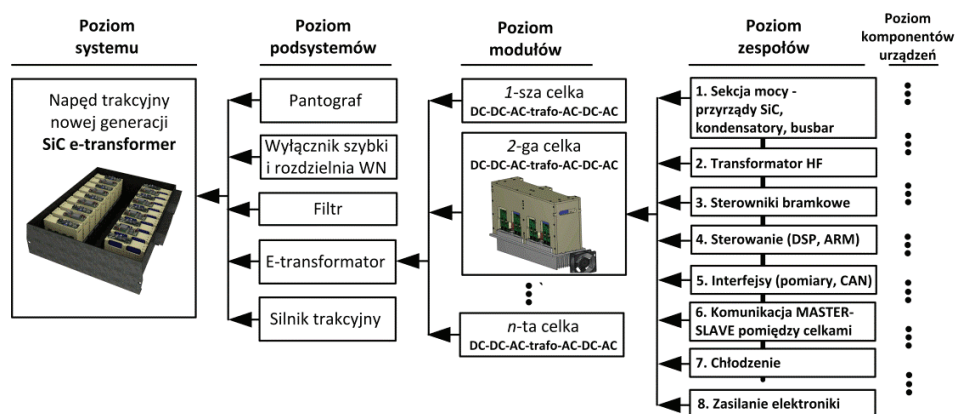 Poziom
systemu
Napęd trakcyjny
nowej generacji
SiC e-transformer
Poziom
podsystemów
Pantograf
Wyłącznik szybki
i rozdzielnia WN
Filtr
E-transformator
Silnik trakcyjny
Poziom
modułów
1-sza celka
DC-DC-AC-trafo-AC-DC-AC
2-ga celka
DC-DC-AC-trafo-AC-DC-AC
n-ta celka
DC-DC-AC-trafo-AC-DC-AC
Poziom
zespołów
1. Sekcja mocy -
przyrządy SiC,
kondensatory, busbar
2. Transformator HF
3. Sterowniki bramkowe
4. Sterowanie (DSP, ARM)
5. Interfejsy (pomiary, CAN)
6. Komunikacja MASTER-
SLAVE pomiędzy celkami
7. Chłodzenie
8. Zasilanie elektroniki
Poziom
komponentów
urządzeń